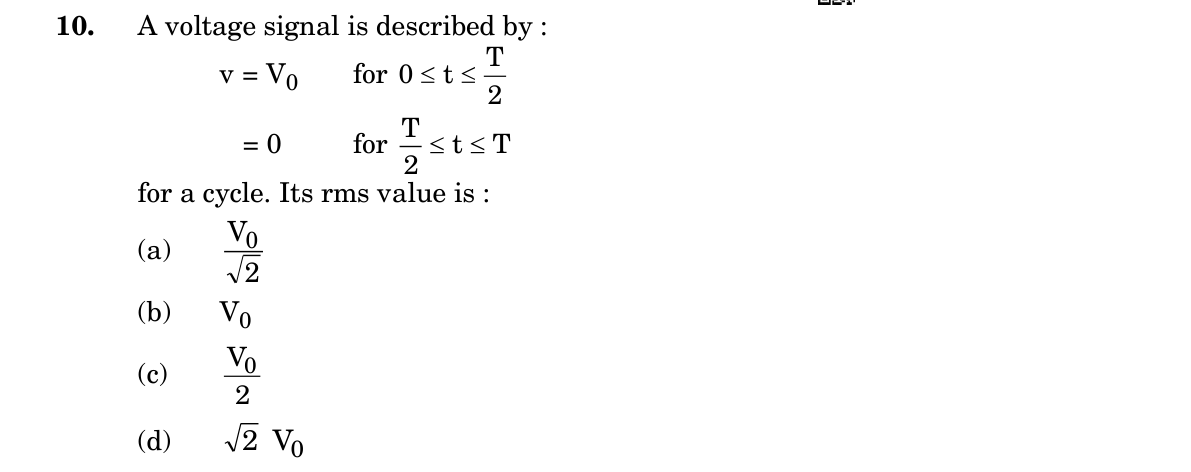 10. A voltage signal is described by :
v = V₀ for 0 ≤ t ≤ T/2
= 0 for T/2 ≤ t ≤ T
for a cycle. Its rms value is :
(a) V₀/√2
(b) V₀
(c) V₀/2
(d) √2 V₀